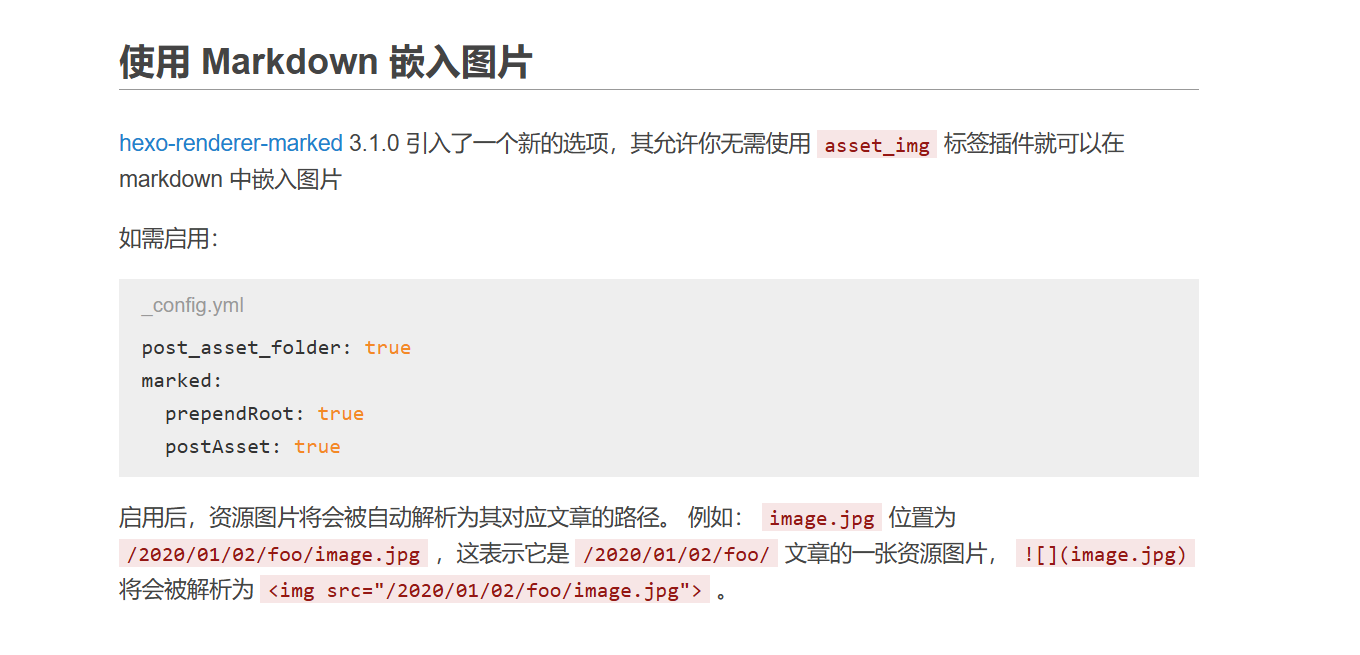 使用 Markdown 嵌入图片
hexo-renderer-marked 3.1.0 引入了一个新的选项，其允许你无需使用 asset_img 标签插件就可以在
markdown 中嵌入图片
如需启用：
_config.yml
post_asset_folder: true
marked:
  prependRoot: true
  postAsset: true
启用后，资源图片将会被自动解析为其对应文章的路径。 例如： image.jpg 位置为
/2020/01/02/foo/image.jpg ，这表示它是 /2020/01/02/foo/ 文章的一张资源图片， ![](image.jpg)
将会被解析为 <img src="/2020/01/02/foo/image.jpg"> 。